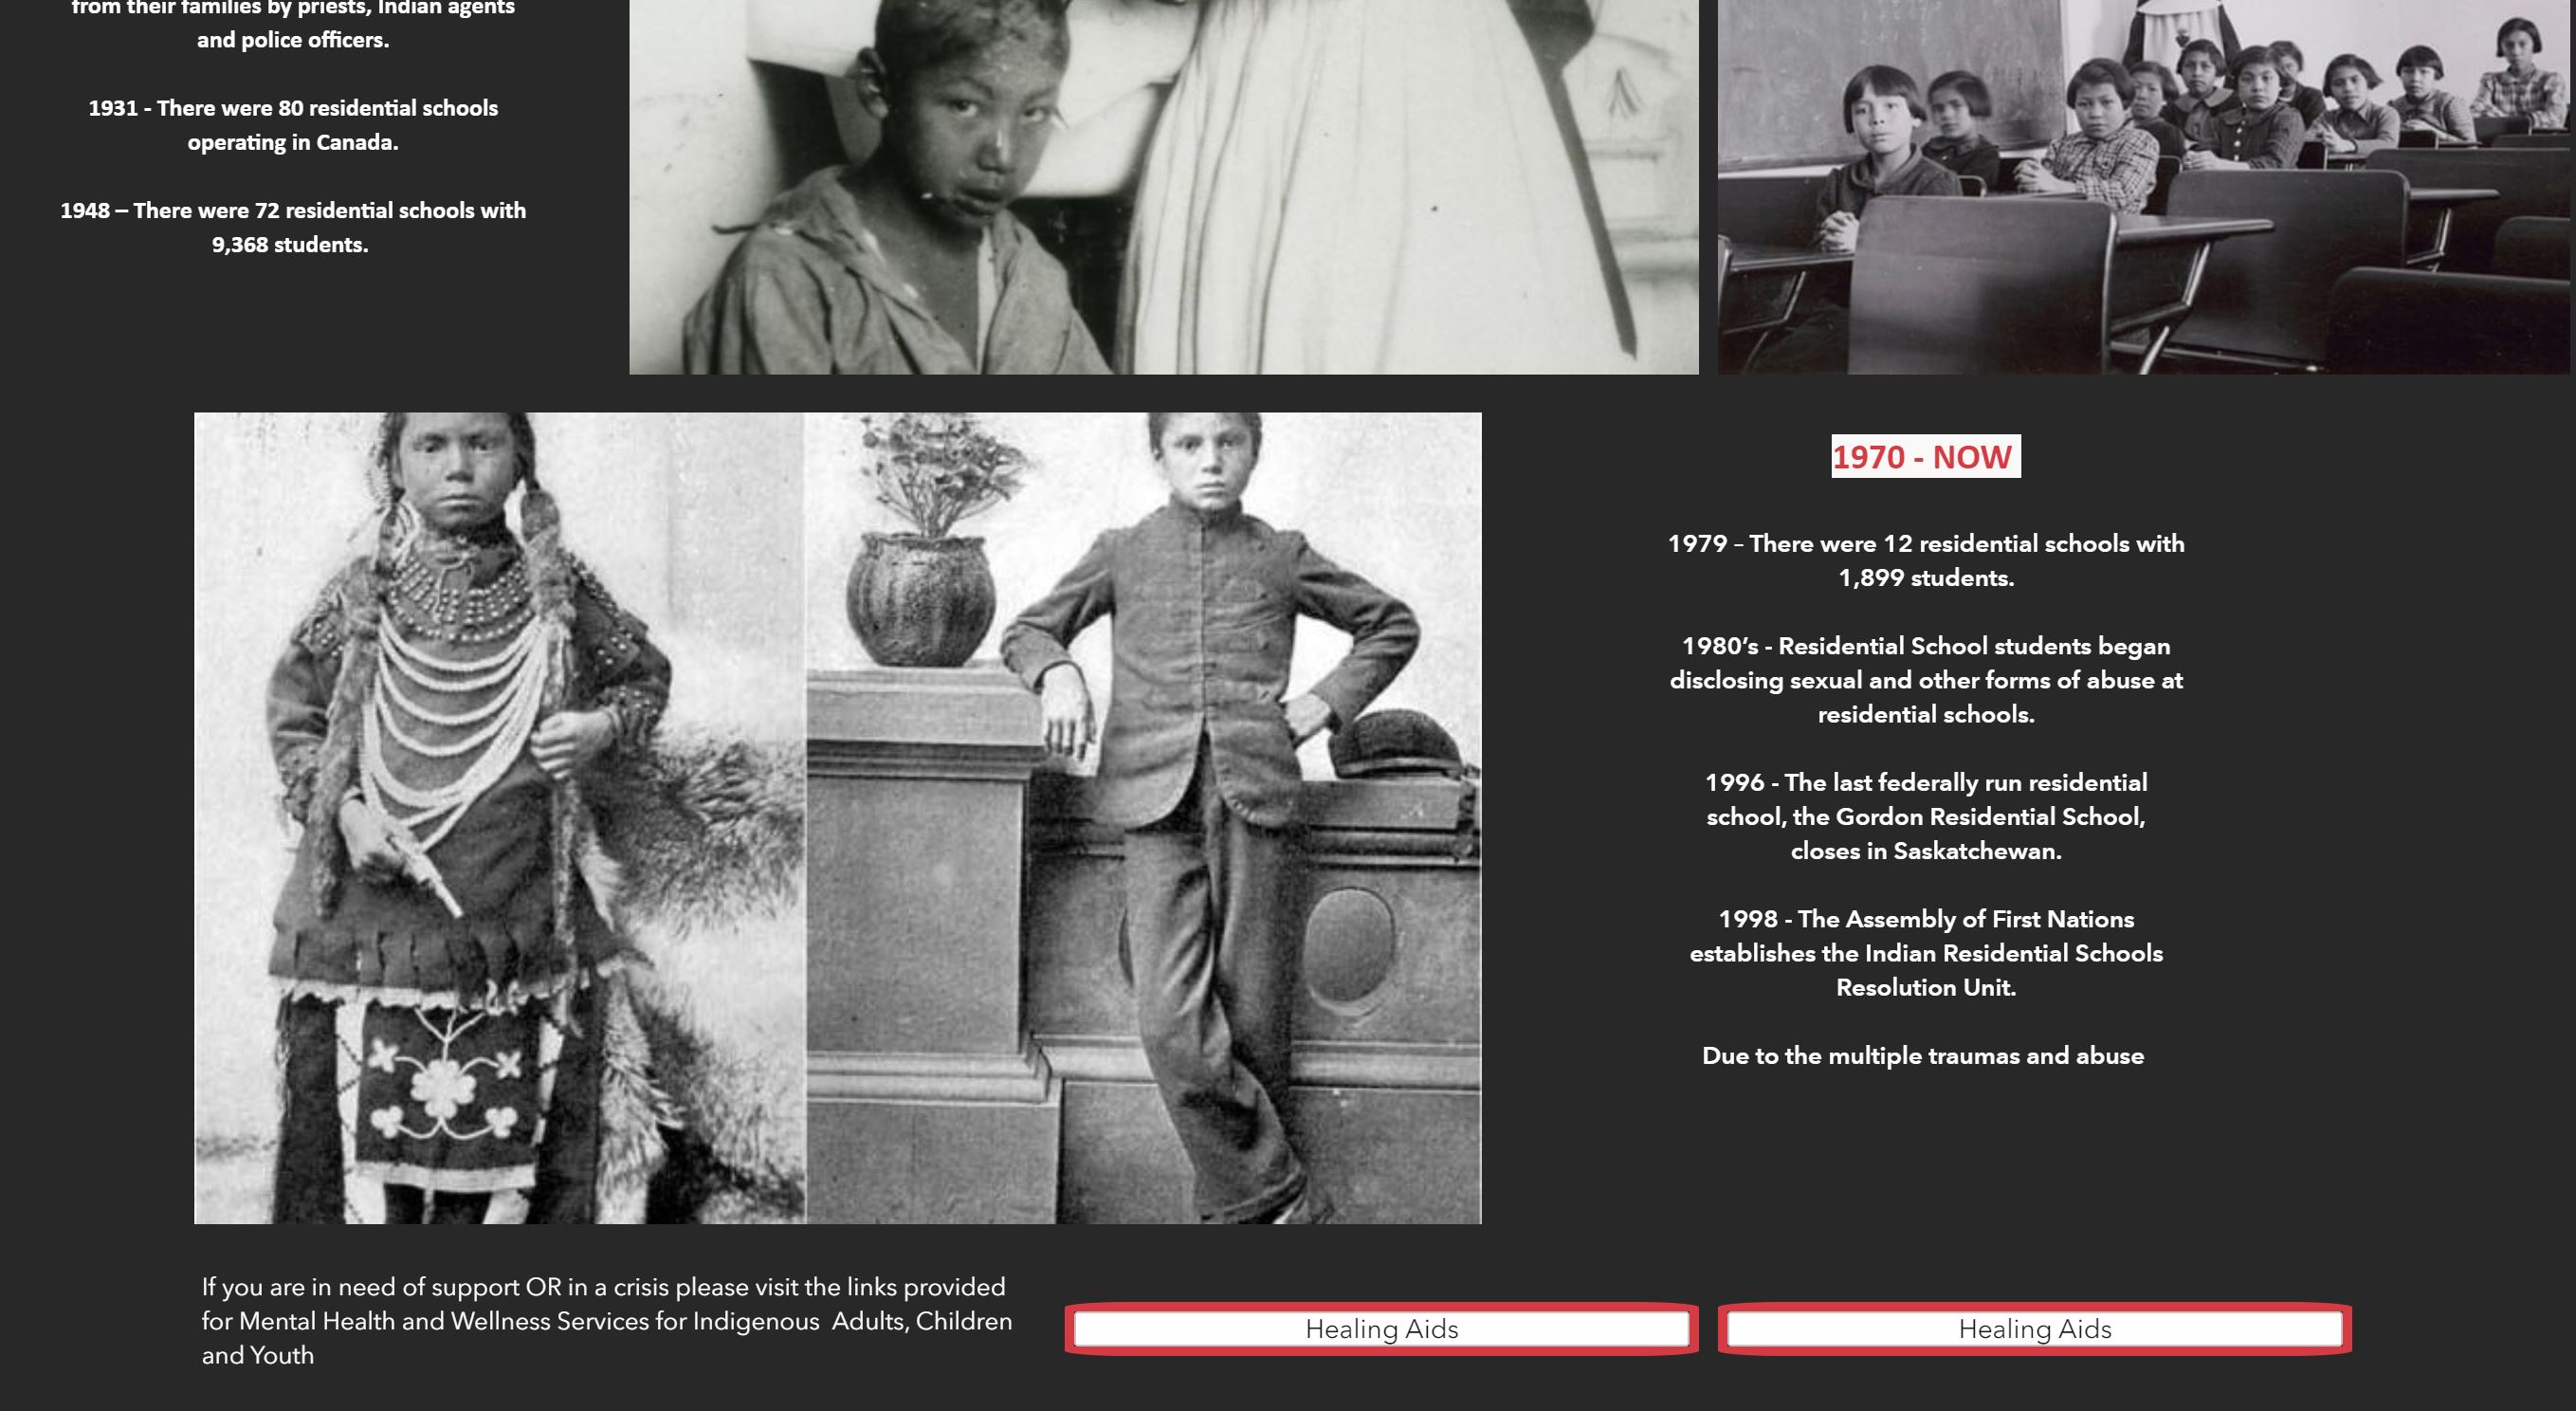 from their families by priests, Indian agents
and police officers.
1931 - There were 80 residential schools
operating in Canada.
1948 – There were 72 residential schools with
9,368 students.
1970 - NOW
1979 – There were 12 residential schools with
1,899 students.
1980's - Residential School students began
disclosing sexual and other forms of abuse at
residential schools.
1996 - The last federally run residential
school, the Gordon Residential School,
closes in Saskatchewan.
1998 - The Assembly of First Nations
establishes the Indian Residential Schools
Resolution Unit.
Due to the multiple traumas and abuse
If you are in need of support OR in a crisis please visit the links provided
for Mental Health and Wellness Services for Indigenous  Adults, Children
and Youth
Healing Aids
Healing Aids